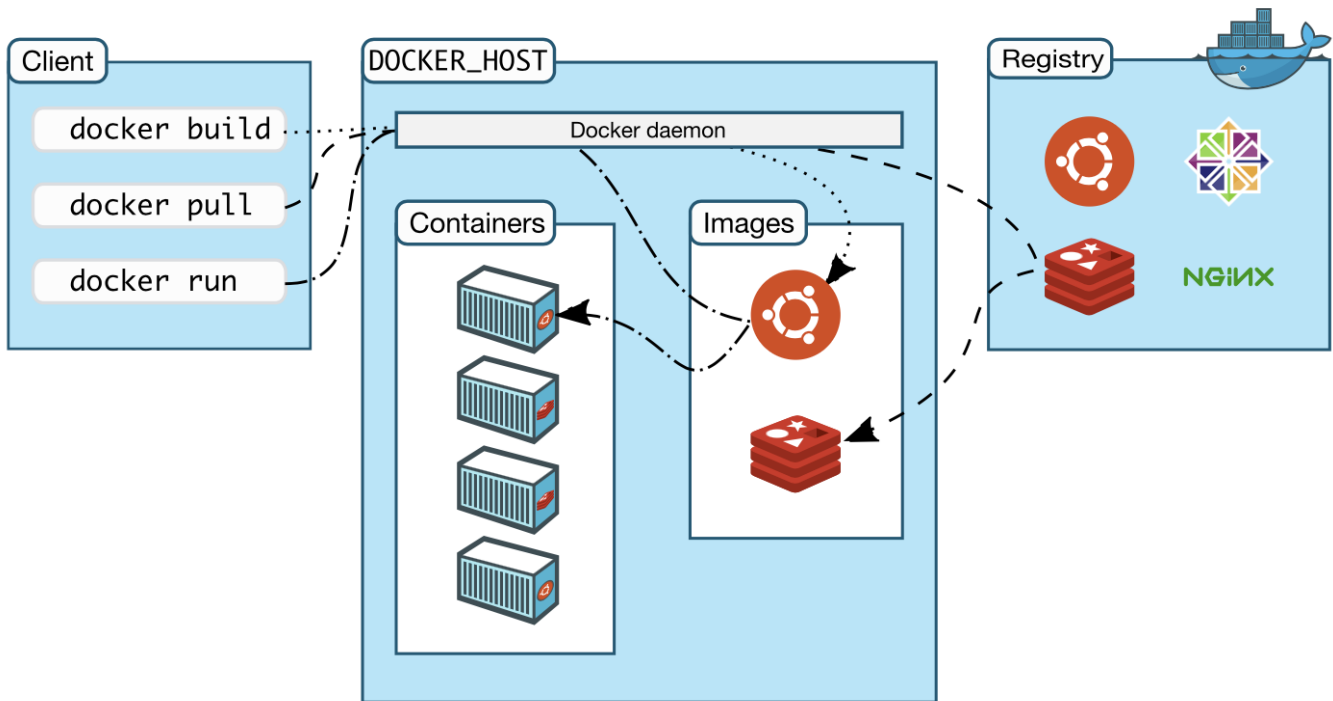 Client
docker build
docker pull
docker run
DOCKER_HOST
Docker daemon
Containers
Images
Registry
NGiNX